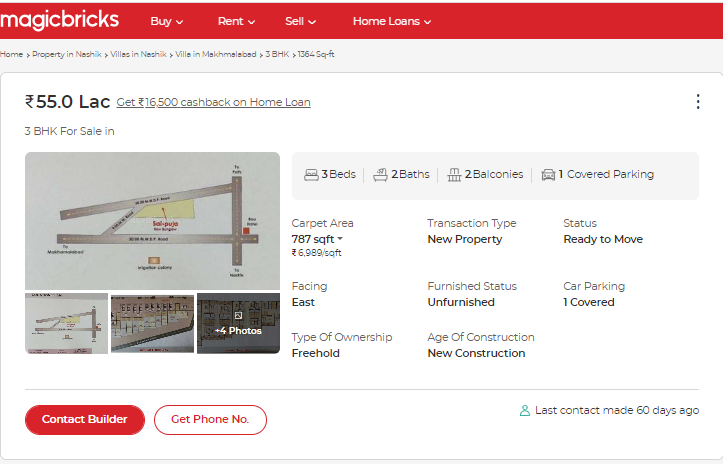 magicbricks
Buy Rent Sell Home Loans
Home > Property in Nashik > Villas in Nashik > Villa in Makhmalabad > 3 BHK > 1364 Sq-ft
₹55.0 Lac Get ₹16,500 cashback on Home Loan
3 BHK For Sale in
3 Beds 2 Baths 2 Balconies 1 Covered Parking
To
Sai-puja
Row Bungalow
To
Makhamalabad
Irrigation colony
To
Nashik
+4 Photos
Carpet Area
787 sqft
₹6,989/sqft
Transaction Type
New Property
Status
Ready to Move
Facing
East
Furnished Status
Unfurnished
Car Parking
1 Covered
Type Of Ownership
Freehold
Age Of Construction
New Construction
Contact Builder Get Phone No. Last contact made 60 days ago